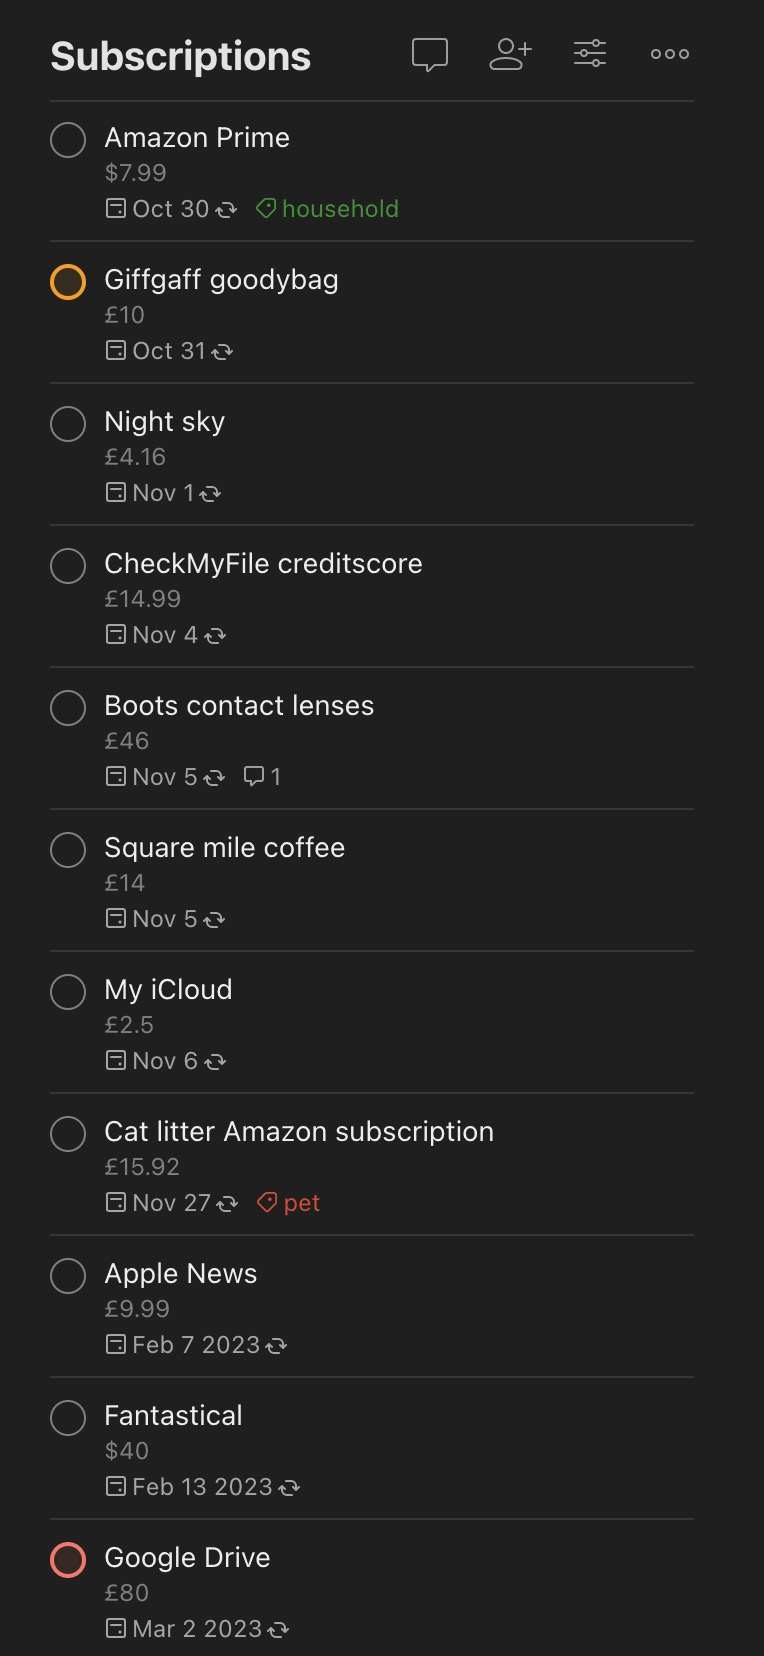 Subscriptions
Amazon Prime
$7.99
Oct 30 household
Giffgaff goodybag
£10
Oct 31
Night sky
£4.16
Nov 1
CheckMyFile creditscore
£14.99
Nov 4
Boots contact lenses
£46
Nov 5 1
Square mile coffee
£14
Nov 5
My iCloud
£2.5
Nov 6
Cat litter Amazon subscription
£15.92
Nov 27 pet
Apple News
£9.99
Feb 7 2023
Fantastical
$40
Feb 13 2023
Google Drive
£80
Mar 2 2023